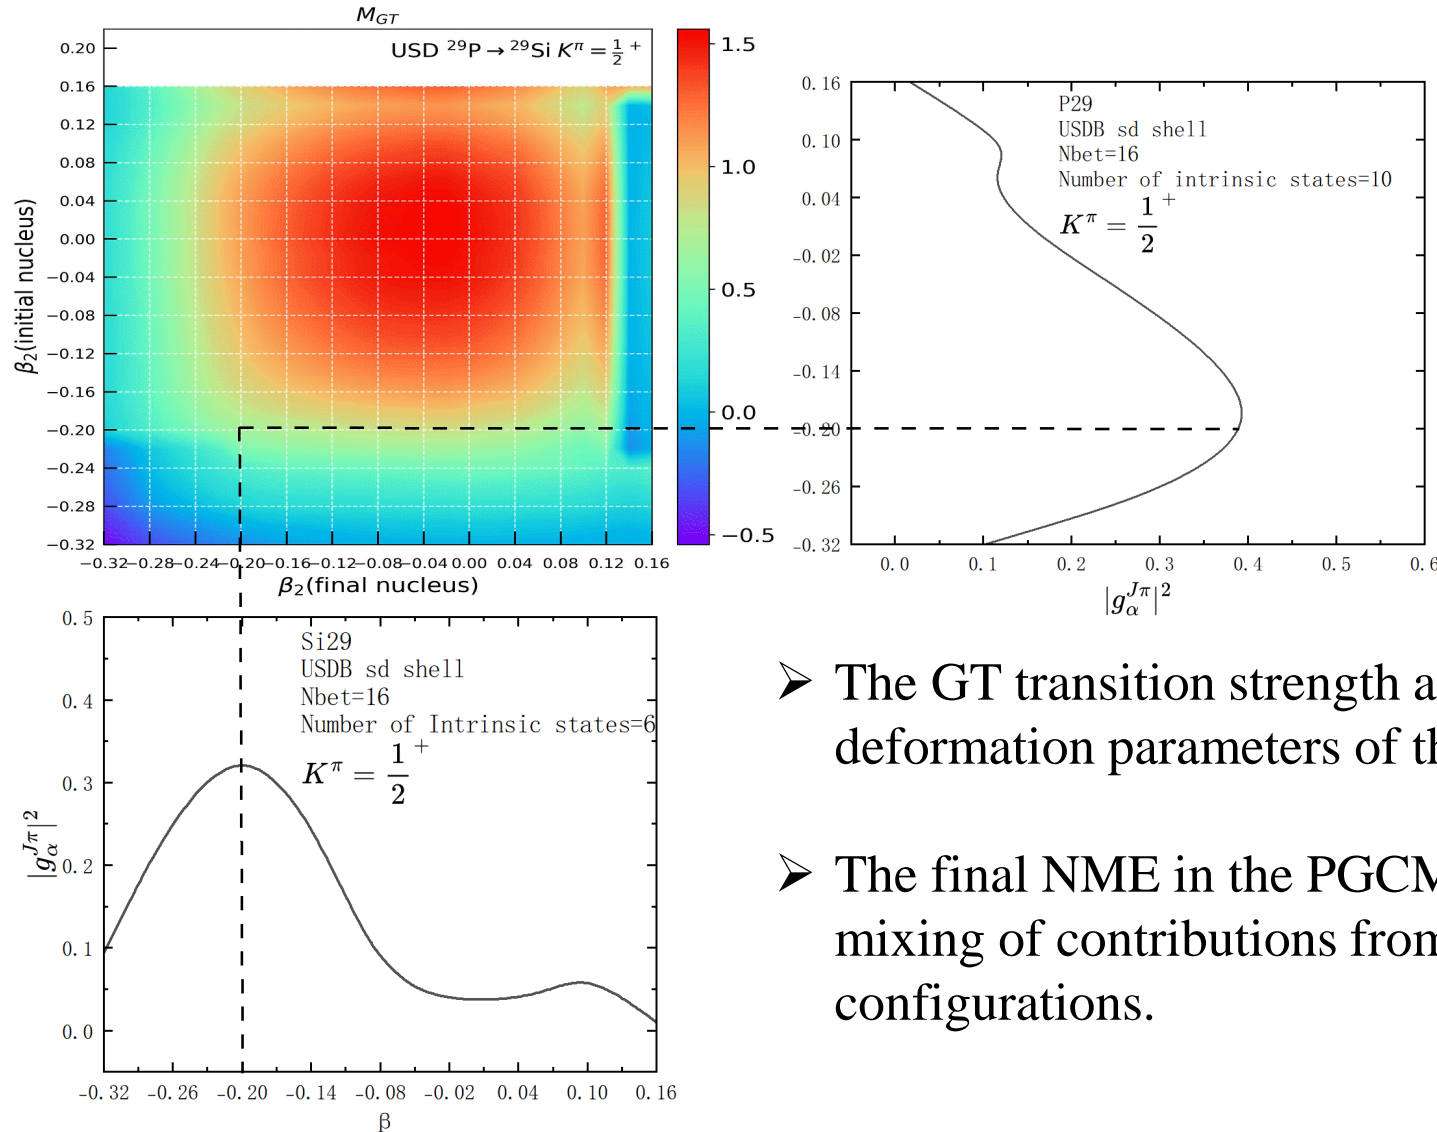 M_GT
USD ²⁹P → ²⁹Si K^π = 1/2 ⁺
0.20
0.16
0.12
0.08
0.04
0.00
−0.04
−0.08
−0.12
−0.16
−0.20
−0.24
−0.28
−0.32
β₂(initial nucleus)
−0.32 −0.28 −0.24 −0.20 −0.16 −0.12 −0.08 −0.04 0.00 0.04 0.08 0.12 0.16
β₂(final nucleus)
1.5
1.0
0.5
0.0
−0.5
P29
USDB sd shell
Nbet=16
Number of intrinsic states=10
K^π = 1/2 ⁺
0.16
0.10
0.04
-0.02
-0.08
-0.14
-0.20
-0.26
-0.32
0.0 0.1 0.2 0.3 0.4 0.5 0.6
|g_α^{Jπ}|²
Si29
USDB sd shell
Nbet=16
Number of Intrinsic states=6
K^π = 1/2 ⁺
0.5
0.4
0.3
0.2
0.1
0.0
|g_α^{Jπ}|²
-0.32 -0.26 -0.20 -0.14 -0.08 -0.02 0.04 0.10 0.16
β
➢ The GT transition strength a
deformation parameters of th
➢ The final NME in the PGCM
mixing of contributions from
configurations.